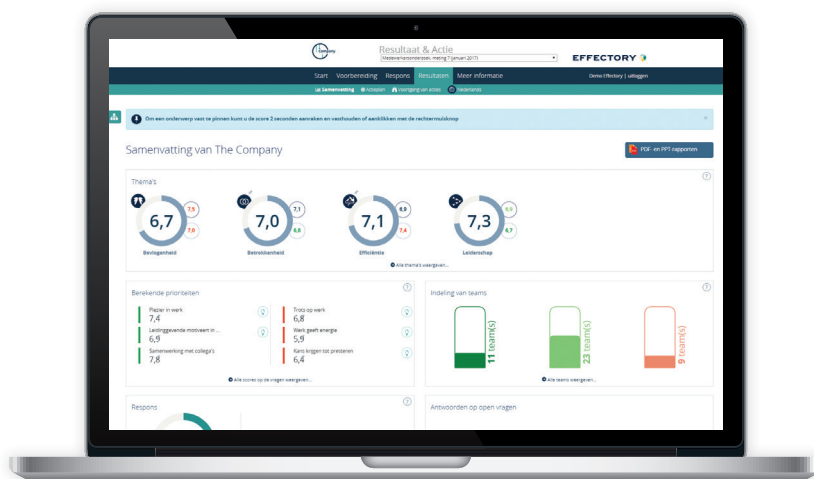 Company
Resultaat & Actie
Medewerkersonderzoek, meting 7 (januari 2017)
EFFECTORY
Start Voorbereiding Respons Resultaten Meer informatie
Demo Effectory | uitloggen
Samenvatting Actieplan Voortgang van acties Nederlands
Om een onderwerp vast te pinnen kunt u de score 2 seconden aanraken en vasthouden of aanklikken met de rechtermuisknop
Samenvatting van The Company
PDF- en PPT-rapporten
Thema's
6,7
7,5
7,0
Bevlogenheid
7,0
7,1
6,8
Betrokkenheid
7,1
6,9
7,4
Efficiëntie
7,3
6,9
6,7
Leiderschap
Alle thema's weergeven...
Berekende prioriteiten
Plezier in werk
7,4
Leidinggevende motiveert in ...
6,9
Samenwerking met collega's
7,8
Trots op werk
6,8
Werk geeft energie
5,9
Kans krijgen tot presteren
6,4
Alle scores op de vragen weergeven...
Indeling van teams
11 team(s)
23 team(s)
9 team(s)
Alle teams weergeven...
Respons
Antwoorden op open vragen